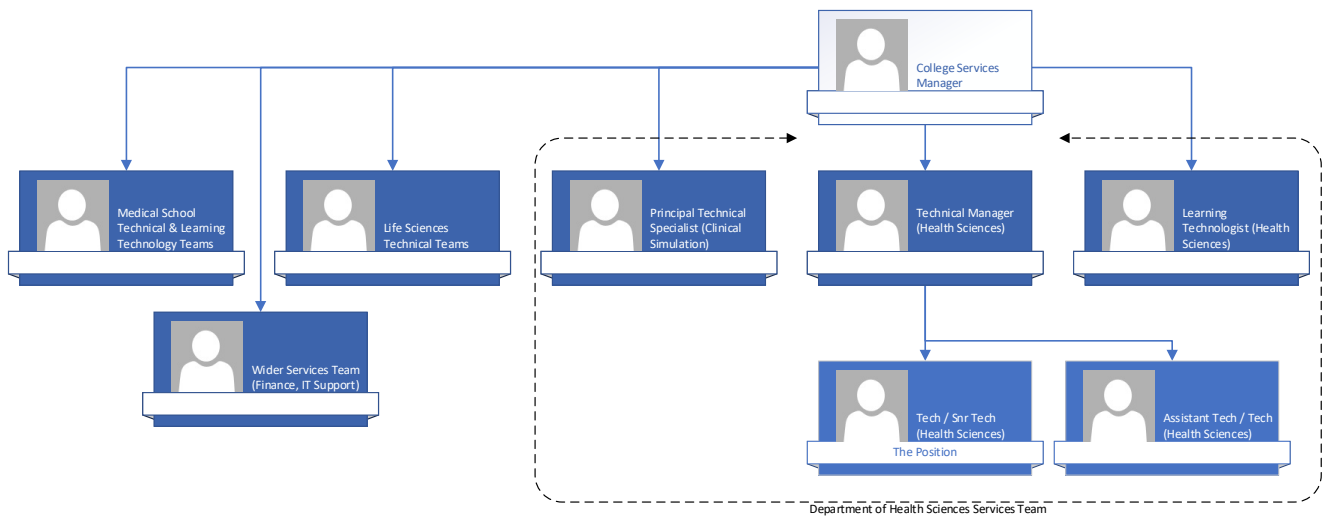 College Services
Manager
Medical School
Technical & Learning
Technology Teams
Life Sciences
Technical Teams
Principal Technical
Specialist (Clinical
Simulation)
Technical Manager
(Health Sciences)
Learning
Technologist (Health
Sciences)
Wider Services Team
(Finance, IT Support)
Tech / Snr Tech
(Health Sciences)
The Position
Assistant Tech / Tech
(Health Sciences)
Department of Health Sciences Services Team